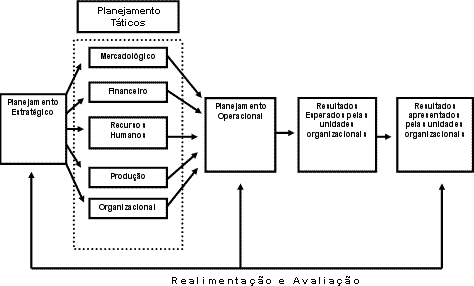 Planejamento
Táticos
Mercadológico
Planejamento
Estratégico
Financeiro
Recursos
Humanos
Produção
Organizacional
Planejamento
Operacional
Resultados
Esperados pelas
unidades
organizacionais
Resultados
apresentados
pelas unidades
organizacionais
Realimentação e Avaliação